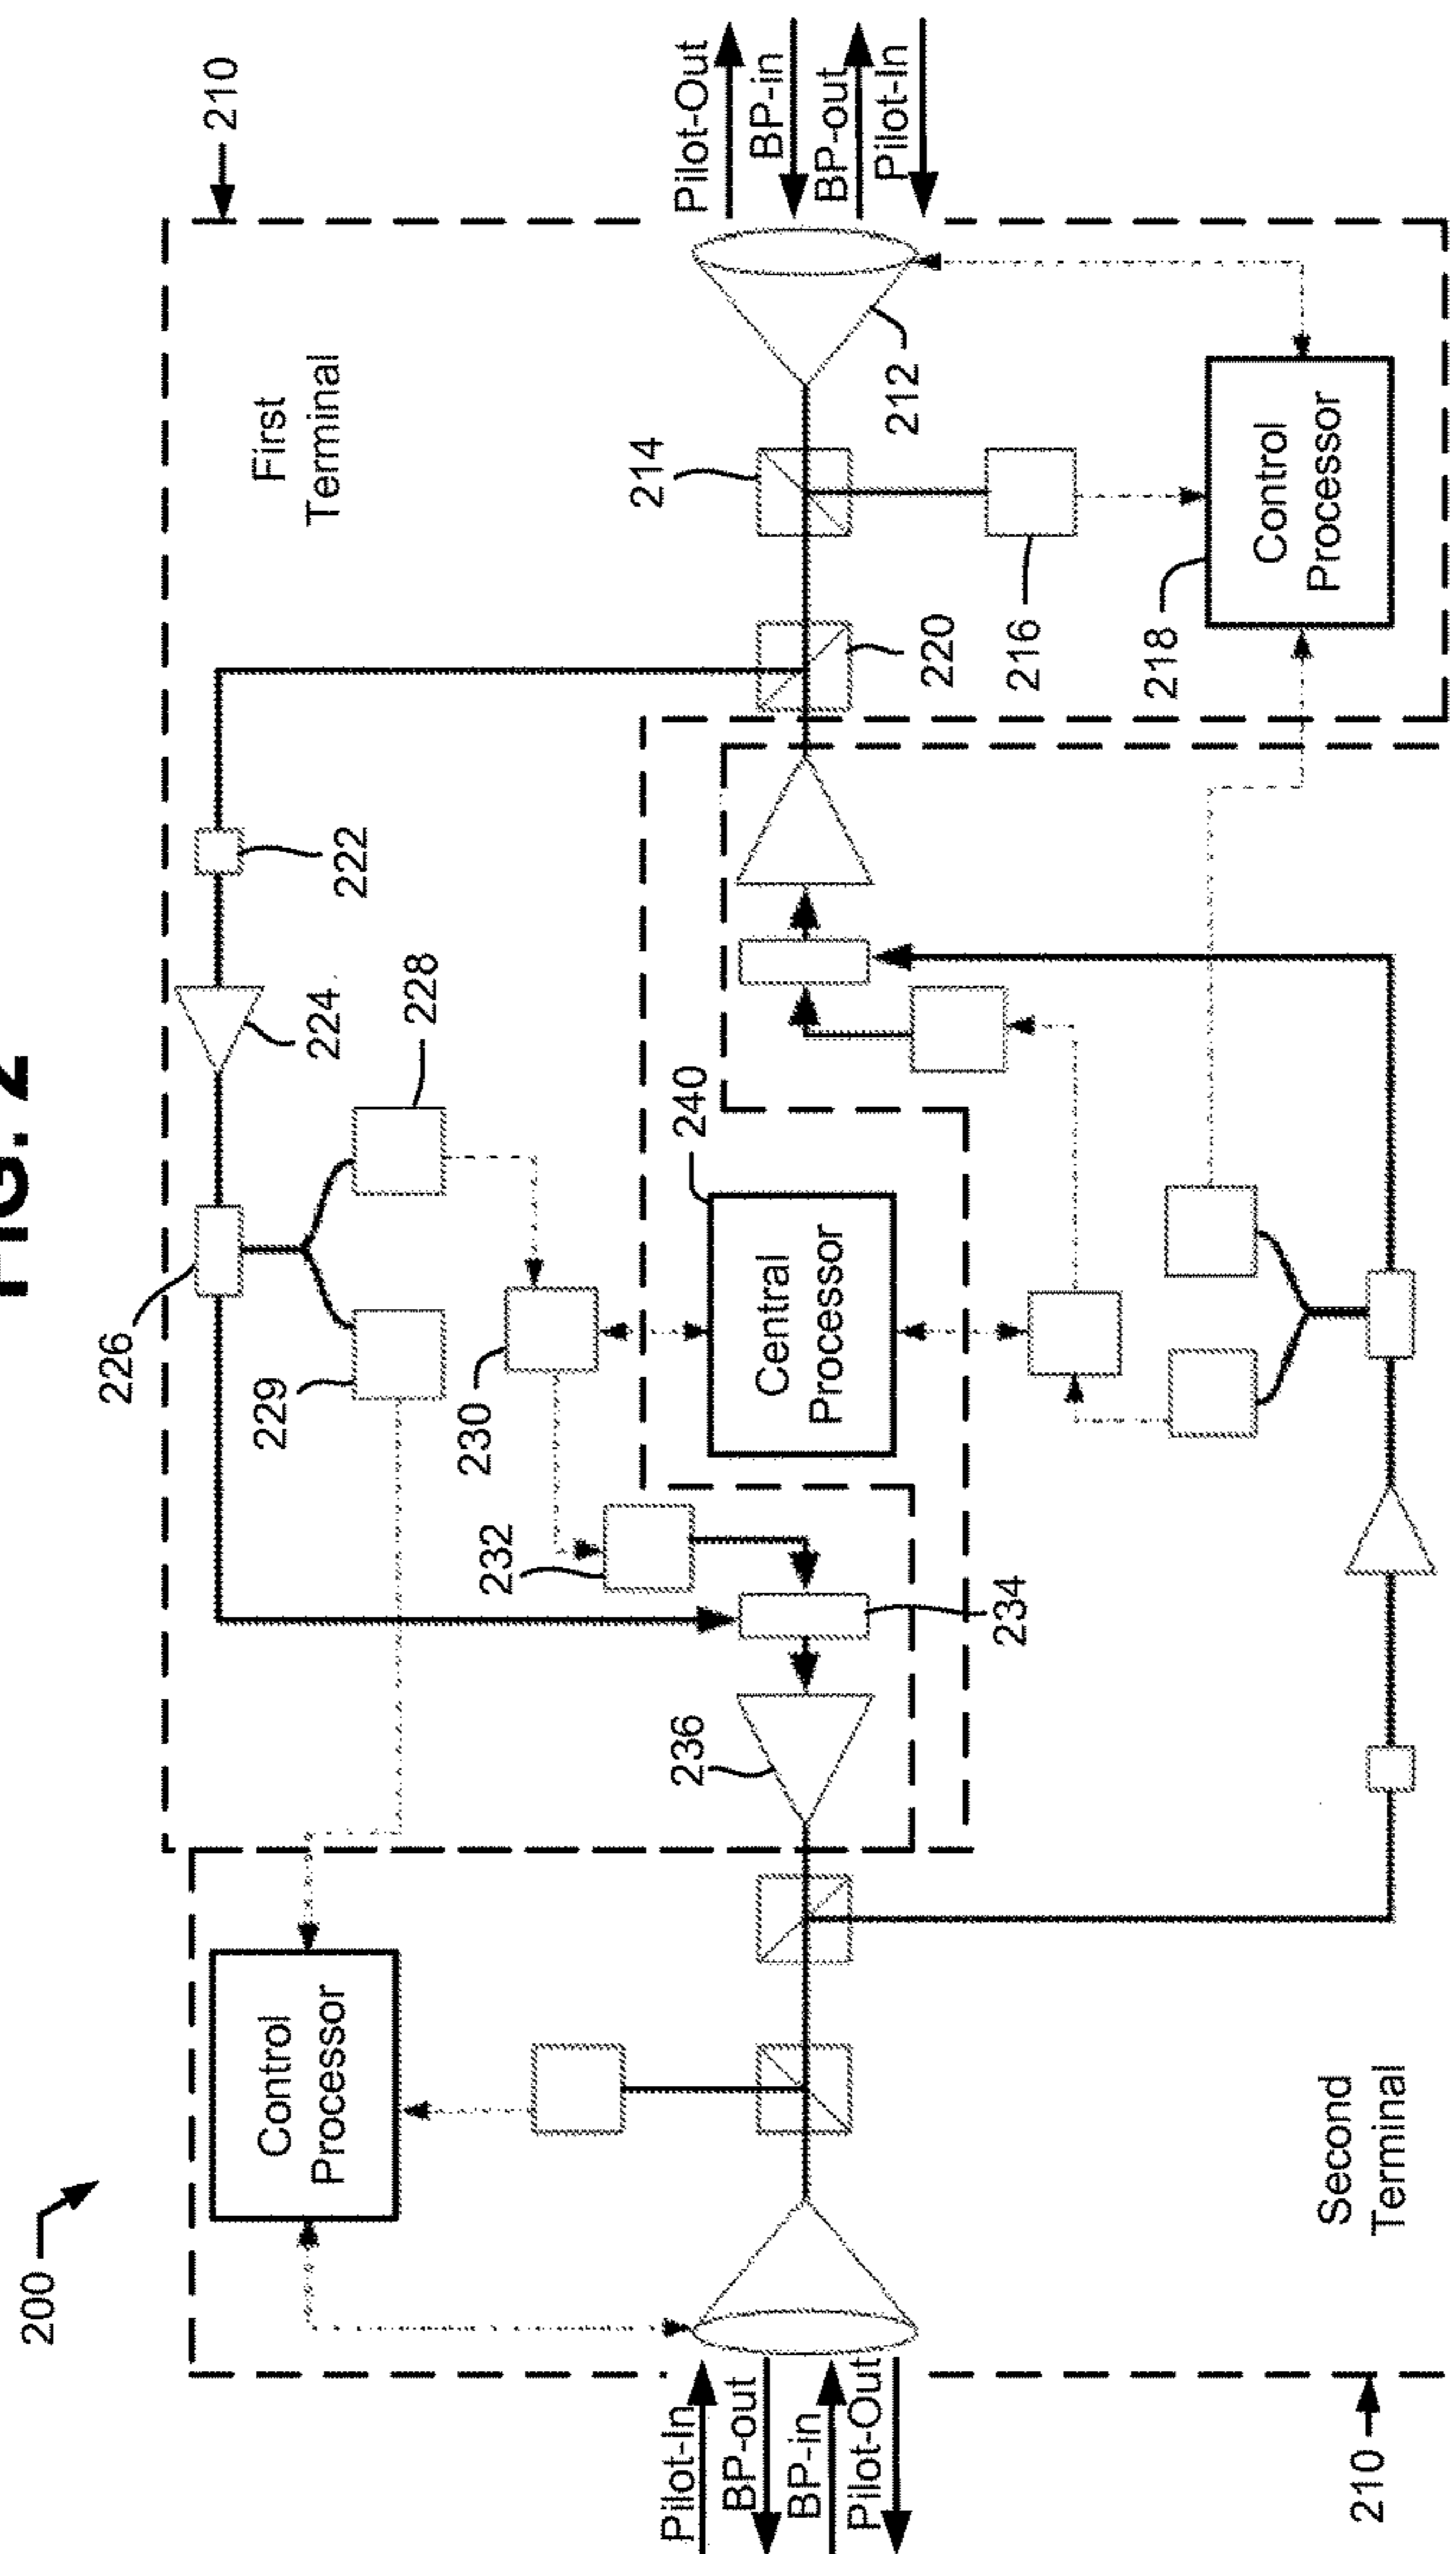 FIG. 2
200
226
210
Control
Processor
229
224
222
First
Terminal
228
230
232
Pilot-In
BP-out
BP-in
Pilot-Out
236
240
214
Pilot-Out
BP-in
BP-out
Pilot-In
Central
Processor
212
220
234
216
218
Control
Processor
Second
Terminal
210